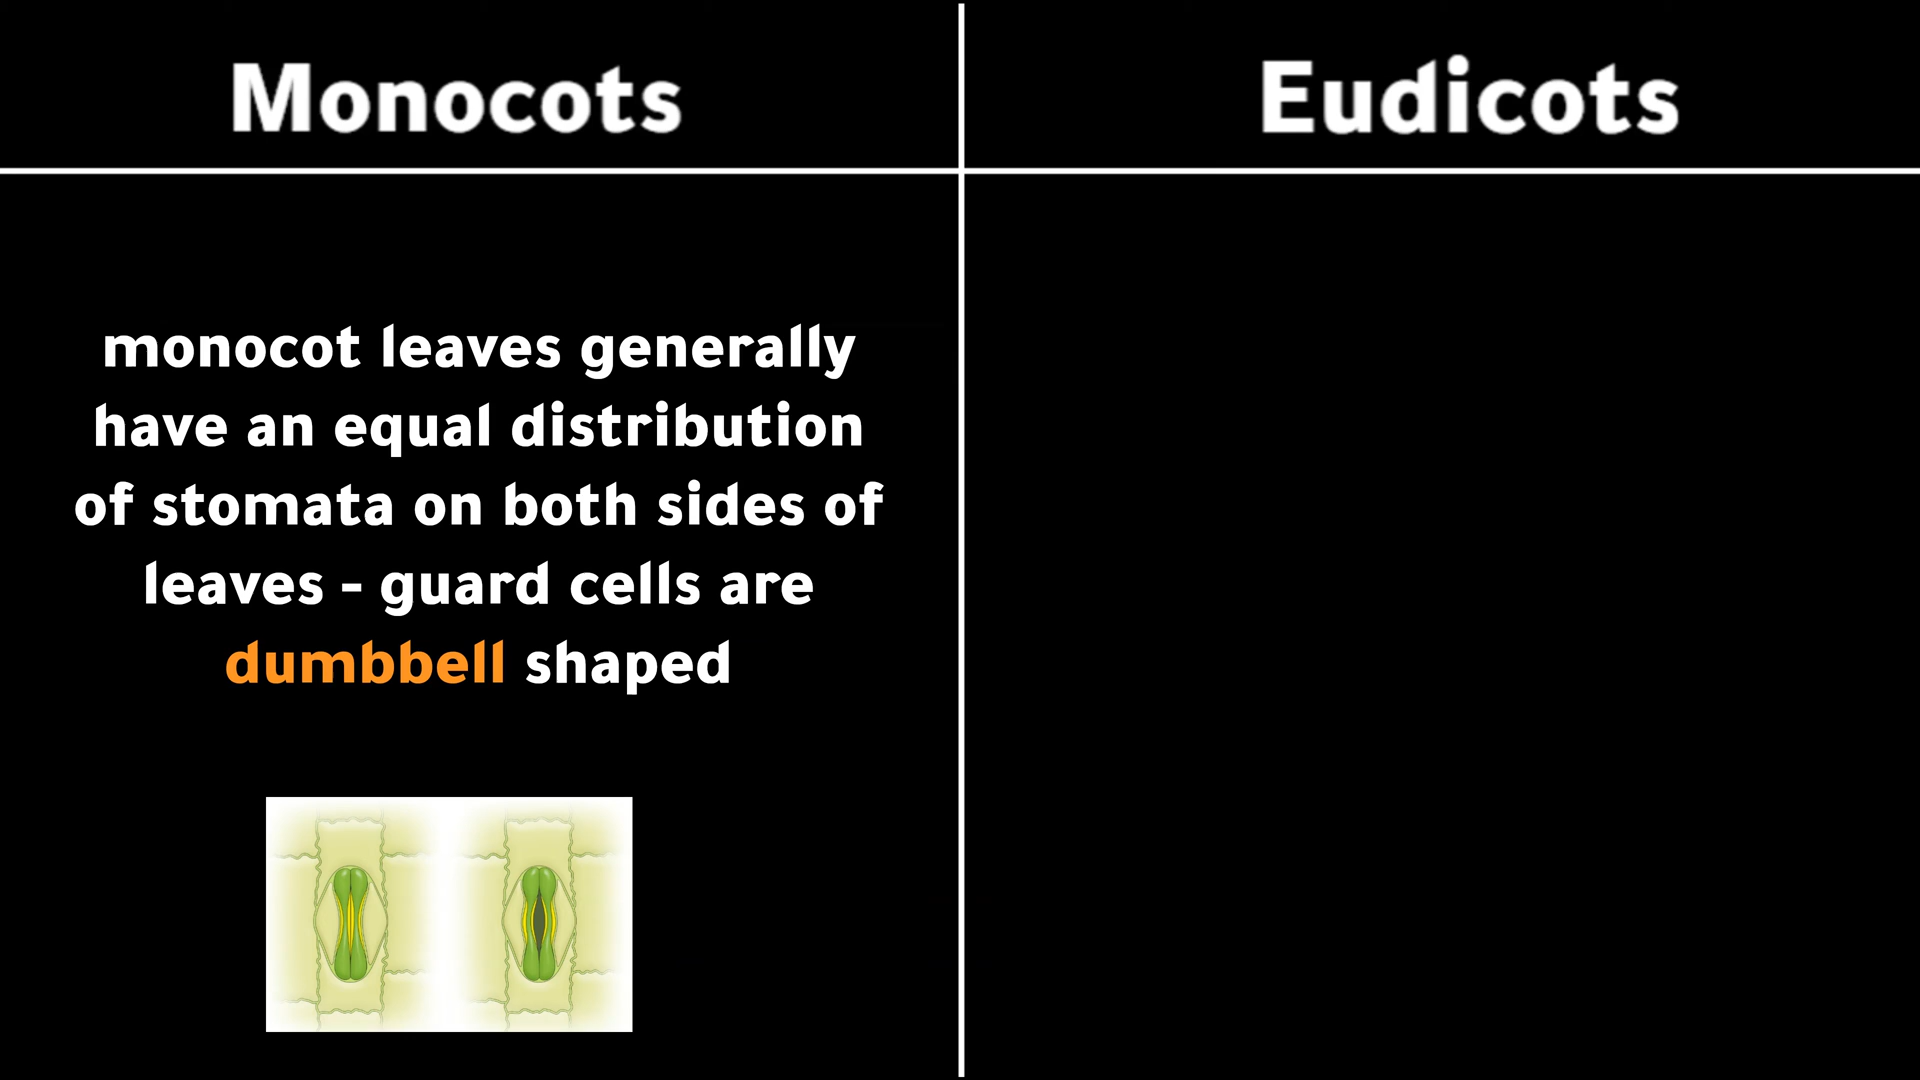 Monocots
Eudicots
monocot leaves generally
have an equal distribution
of stomata on both sides of
leaves - guard cells are
dumbbell shaped